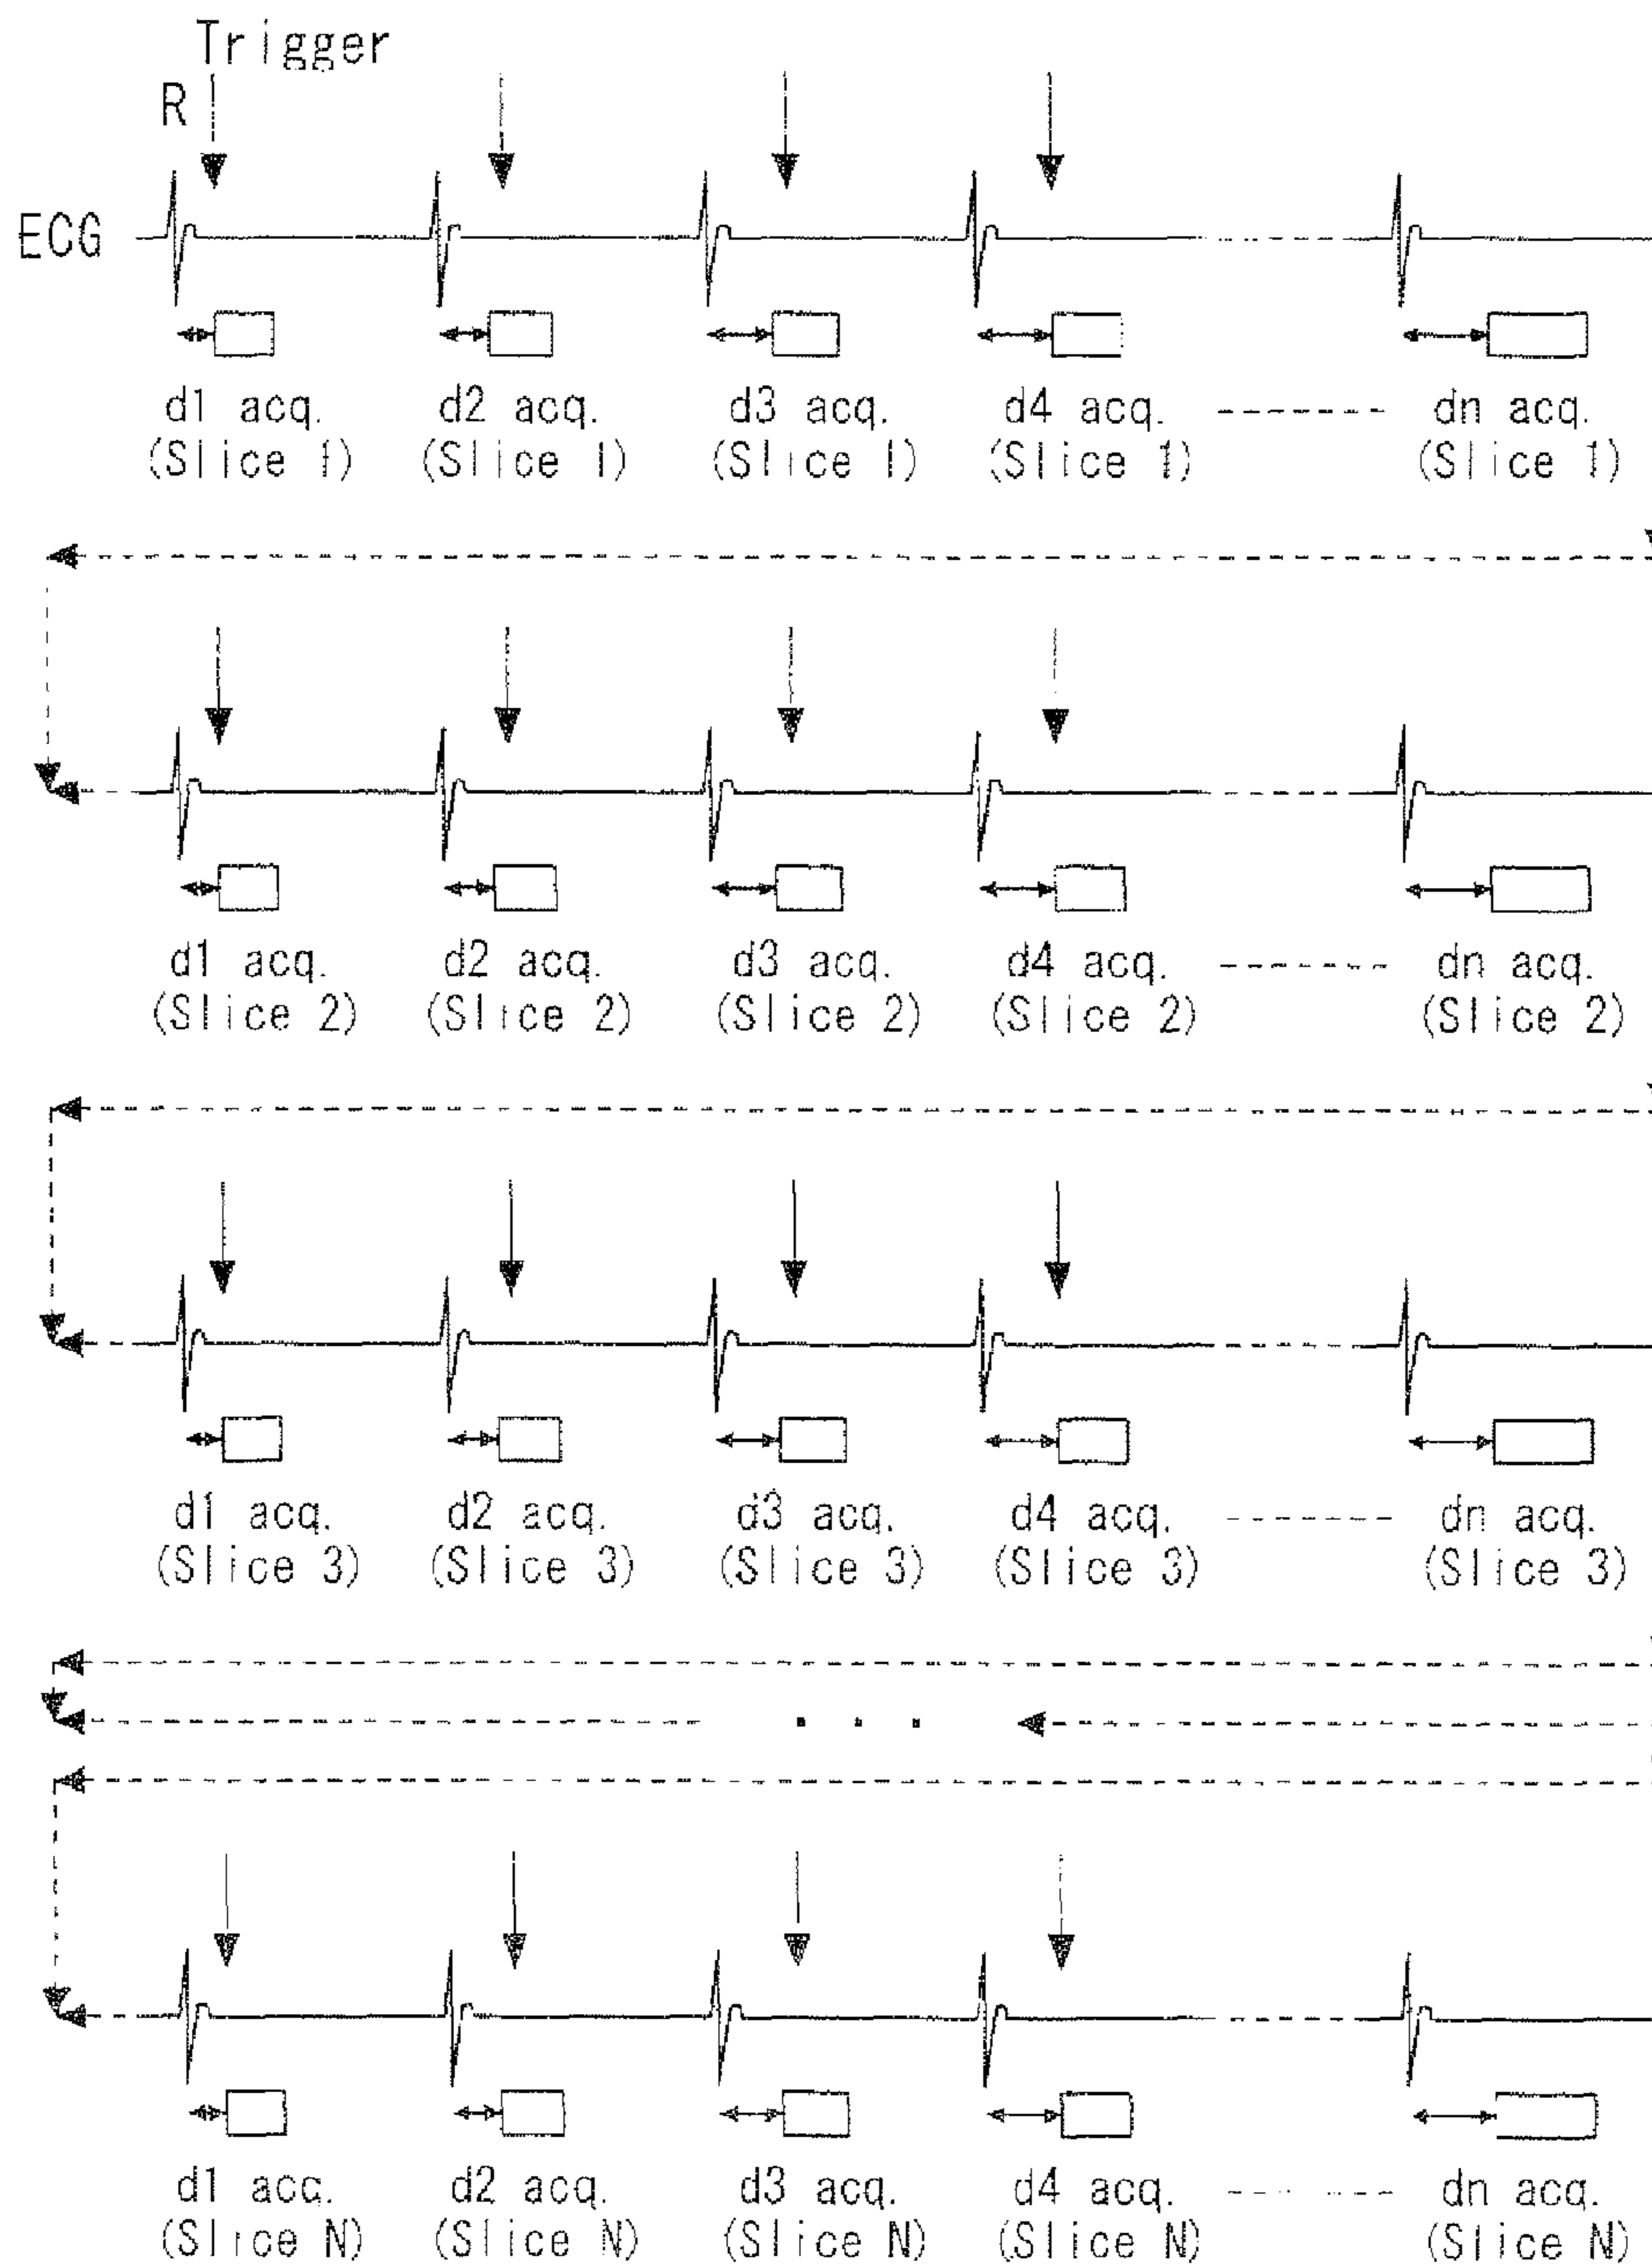 Trigger
R
ECG
d1 acq. d2 acq. d3 acq. d4 acq. ------- dn acq.
(Slice 1) (Slice 1) (Slice 1) (Slice 1) (Slice 1)
d1 acq. d2 acq. d3 acq. d4 acq. ------- dn acq.
(Slice 2) (Slice 2) (Slice 2) (Slice 2) (Slice 2)
d1 acq. d2 acq. d3 acq. d4 acq. ------- dn acq.
(Slice 3) (Slice 3) (Slice 3) (Slice 3) (Slice 3)
. . .
d1 acq. d2 acq. d3 acq. d4 acq. ------- dn acq.
(Slice N) (Slice N) (Slice N) (Slice N) (Slice N)